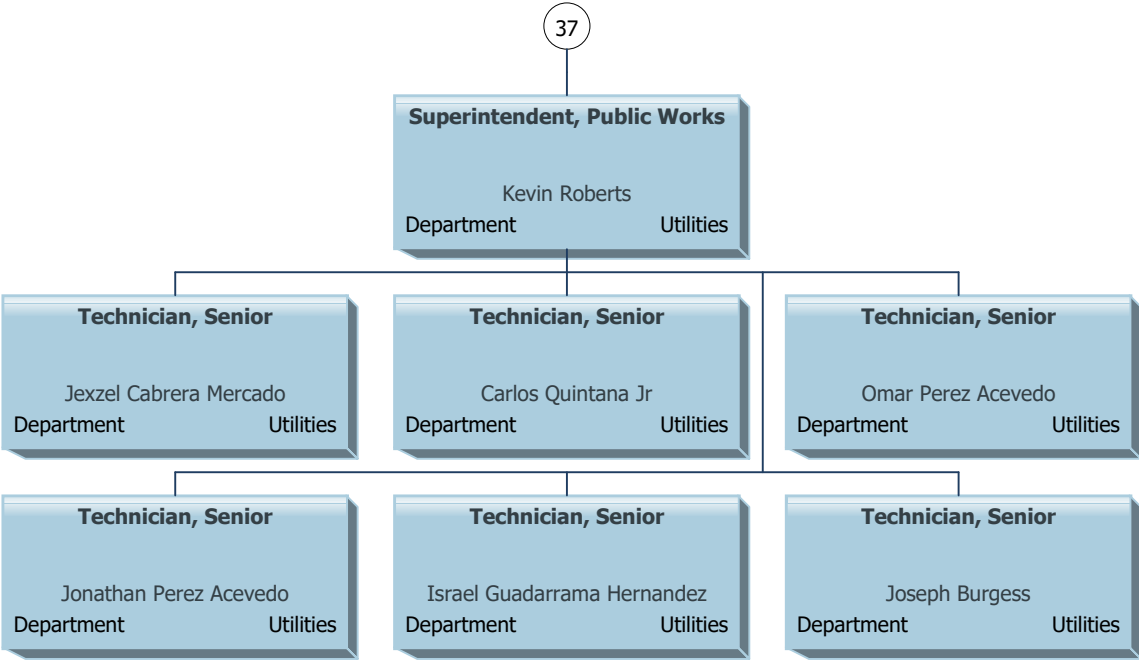 37
Superintendent, Public Works
Kevin Roberts
Department Utilities
Technician, Senior
Jexzel Cabrera Mercado
Department Utilities
Technician, Senior
Carlos Quintana Jr
Department Utilities
Technician, Senior
Omar Perez Acevedo
Department Utilities
Technician, Senior
Jonathan Perez Acevedo
Department Utilities
Technician, Senior
Israel Guadarrama Hernandez
Department Utilities
Technician, Senior
Joseph Burgess
Department Utilities